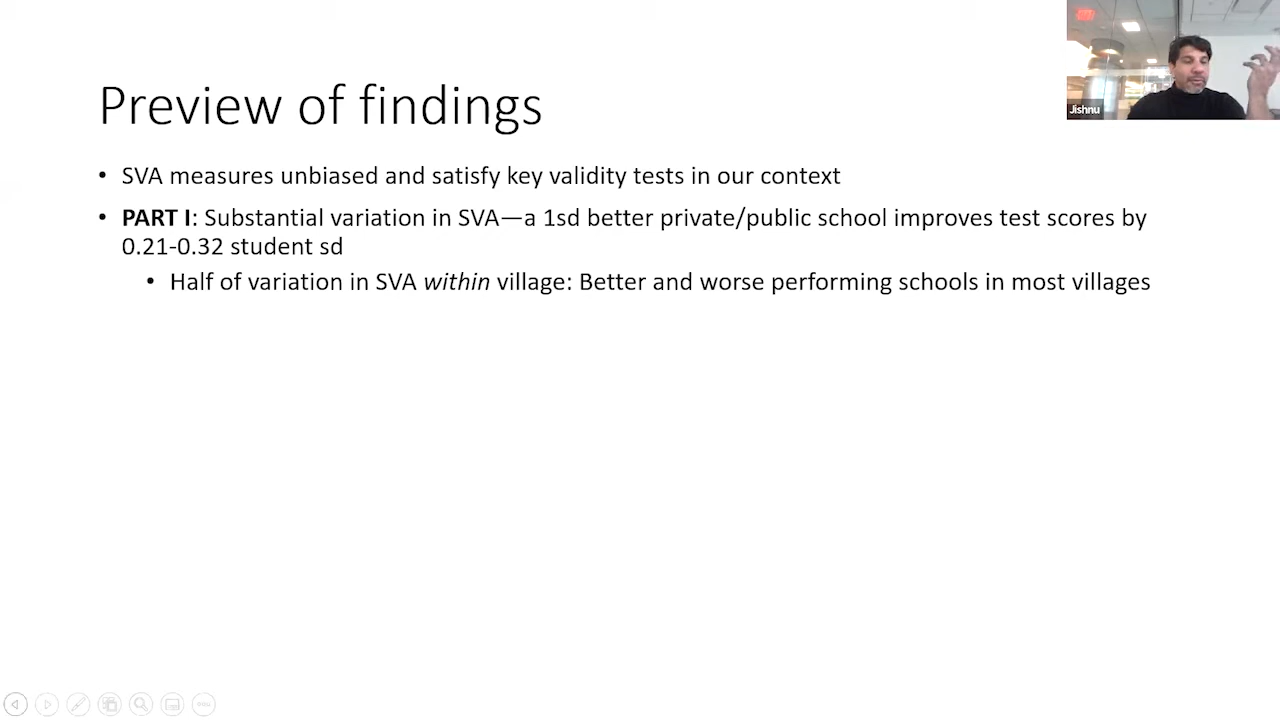 Jishnu
Preview of findings
• SVA measures unbiased and satisfy key validity tests in our context
• PART I: Substantial variation in SVA—a 1sd better private/public school improves test scores by
0.21-0.32 student sd
• Half of variation in SVA within village: Better and worse performing schools in most villages